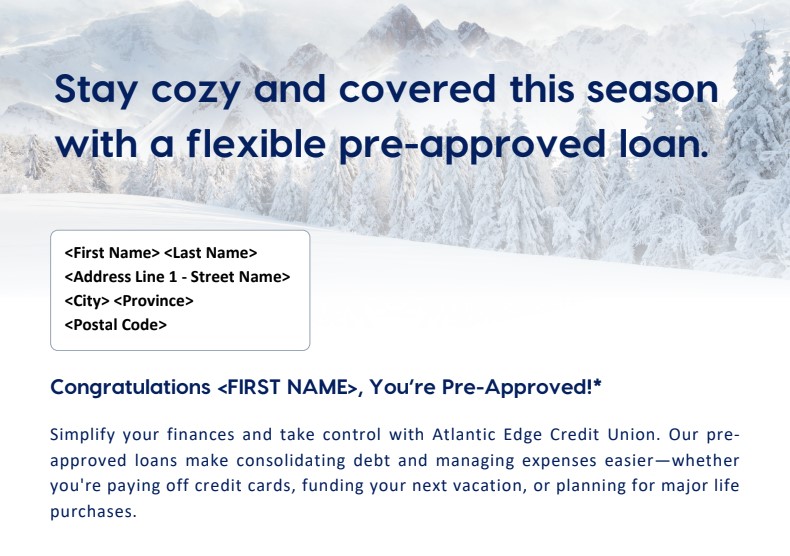 Stay cozy and covered this season
with a flexible pre-approved loan.
<First Name> <Last Name>
<Address Line 1 - Street Name>
<City> <Province>
<Postal Code>
Congratulations <FIRST NAME>, You’re Pre-Approved!*
Simplify your finances and take control with Atlantic Edge Credit Union. Our pre-
approved loans make consolidating debt and managing expenses easier—whether
you're paying off credit cards, funding your next vacation, or planning for major life
purchases.